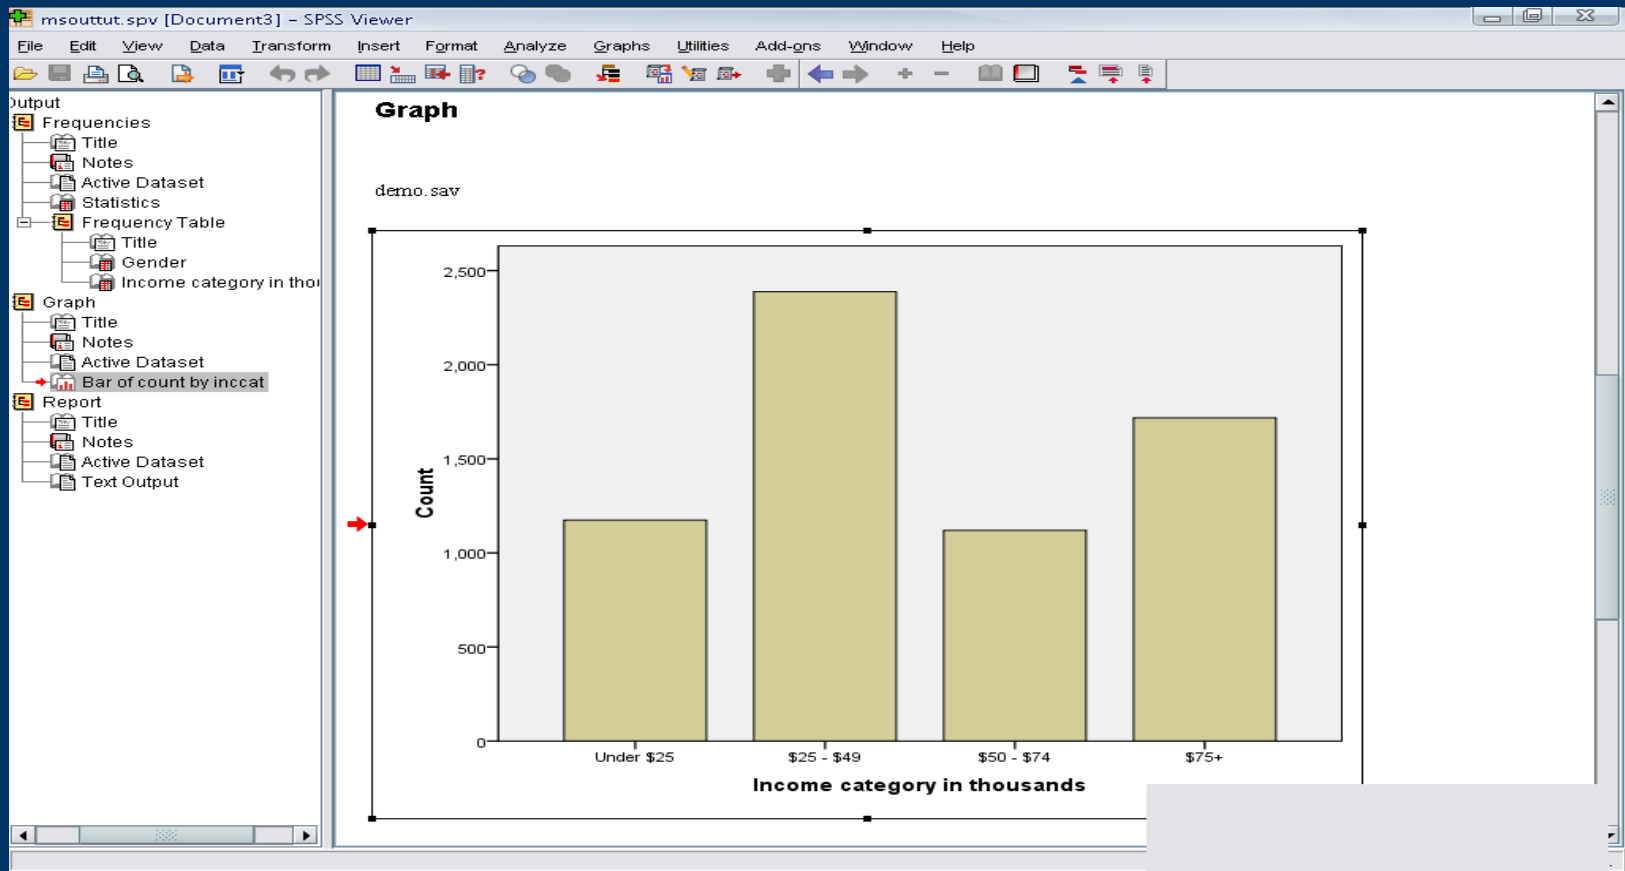 msouttut.spv [Document3] – SPSS Viewer
File Edit View Data Transform Insert Format Analyze Graphs Utilities Add-ons Window Help
Output
Frequencies
Title
Notes
Active Dataset
Statistics
Frequency Table
Title
Gender
Income category in thou
Graph
Title
Notes
Active Dataset
Bar of count by inccat
Report
Title
Notes
Active Dataset
Text Output
Graph
demo.sav
2,500
2,000
1,500
1,000
500
0
Count
Under $25 $25 - $49 $50 - $74 $75+
Income category in thousands